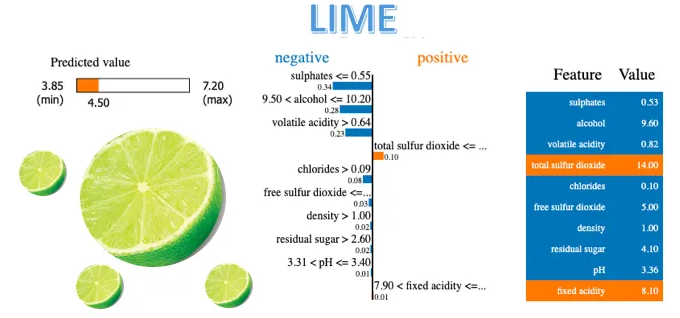 LIME
Predicted value
3.85
(min)
4.50
7.20
(max)
negative positive
sulphates <= 0.55
0.34
9.50 < alcohol <= 10.20
0.28
volatile acidity > 0.64
0.23
total sulfur dioxide <= ...
0.10
chlorides > 0.09
0.08
free sulfur dioxide <=...
0.03
density > 1.00
0.02
residual sugar > 2.60
0.02
3.31 < pH <= 3.40
0.01
7.90 < fixed acidity <=...
0.01
Feature Value
sulphates 0.53
alcohol 9.60
volatile acidity 0.82
total sulfur dioxide 14.00
chlorides 0.10
free sulfur dioxide 5.00
density 1.00
residual sugar 4.10
pH 3.36
fixed acidity 8.10